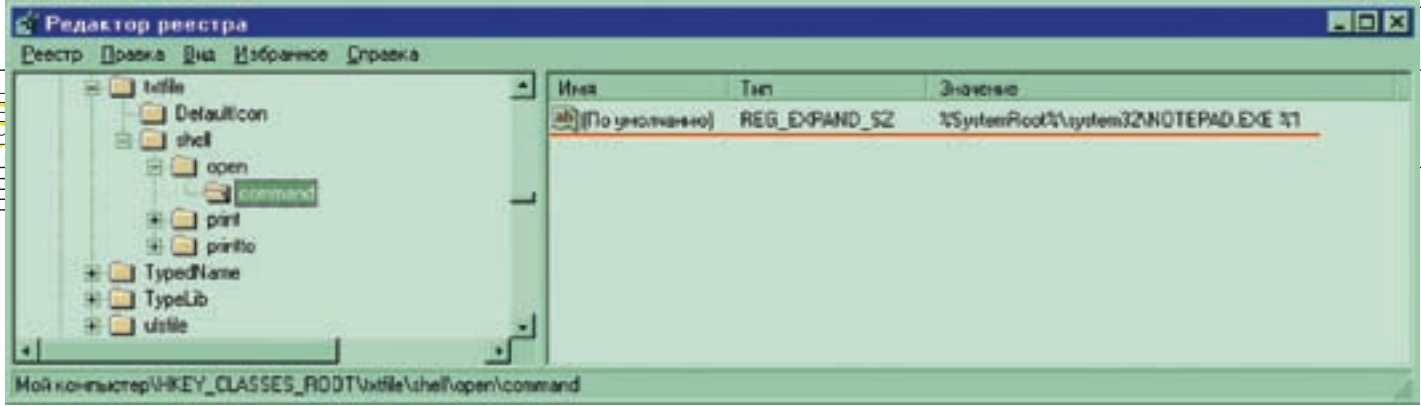 Редактор реестра
Реестр Правка Вид Избранное Справка
txtfile
DefaultIcon
shell
open
command
print
printto
TypedName
TypeLib
ulsfile
Имя Тип Значение
ab (По умолчанию) REG_EXPAND_SZ %SystemRoot%\system32\NOTEPAD.EXE %1
Мой компьютер\HKEY_CLASSES_ROOT\txtfile\shell\open\command